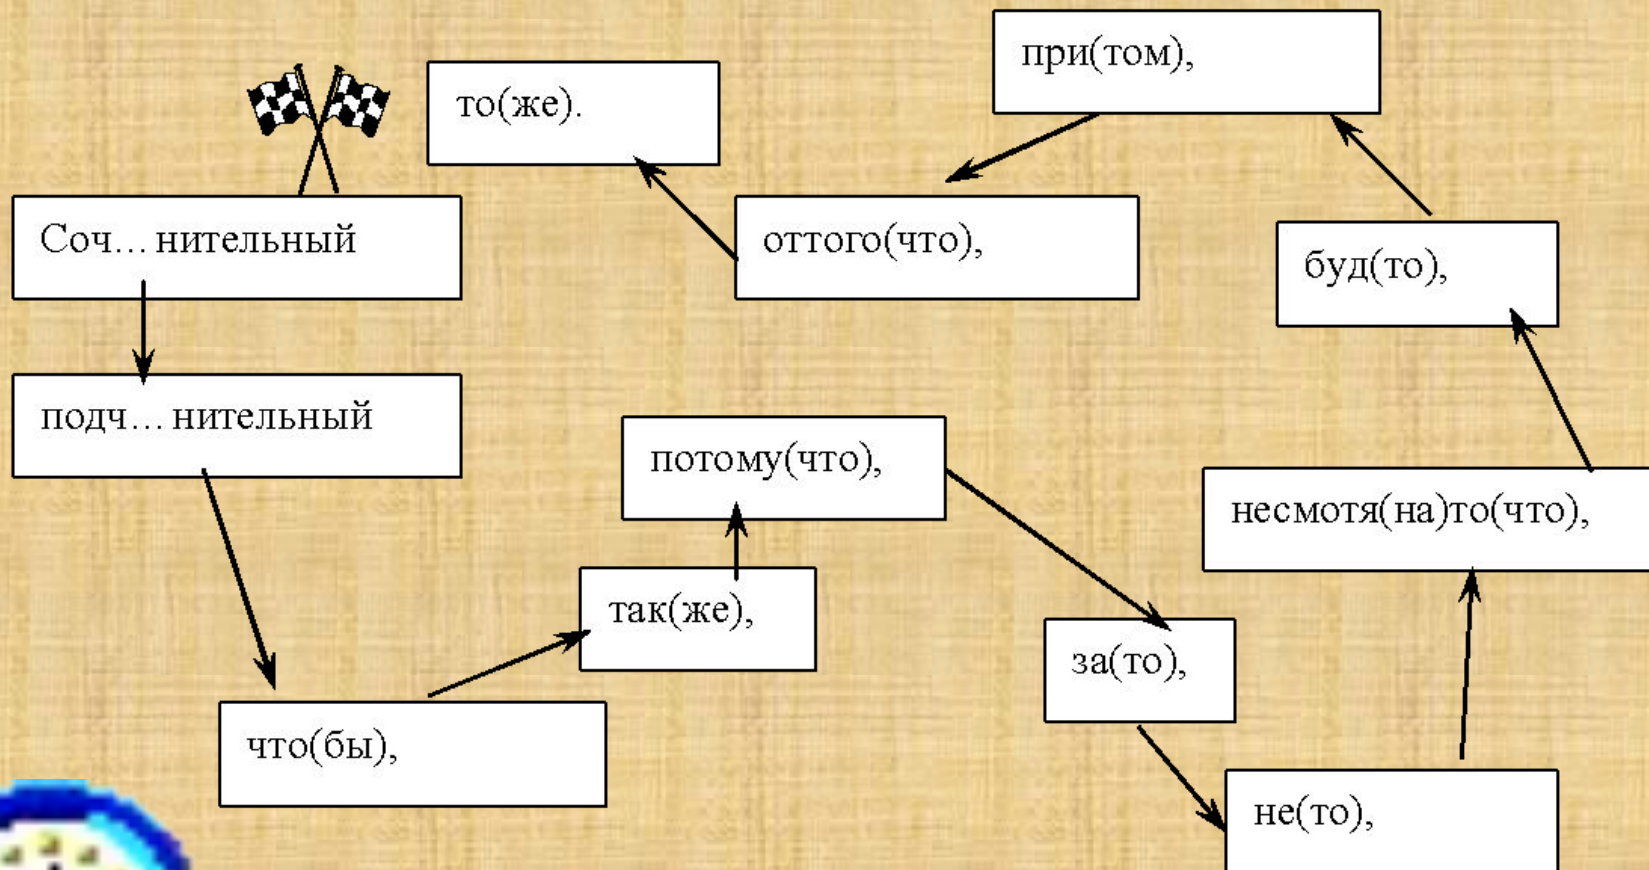 Соч... нительный
подч... нительный
что(бы),
так(же),
потому(что),
за(то),
не(то),
несмотя(на)то(что),
буд(то),
при(том),
оттого(что),
то(же).